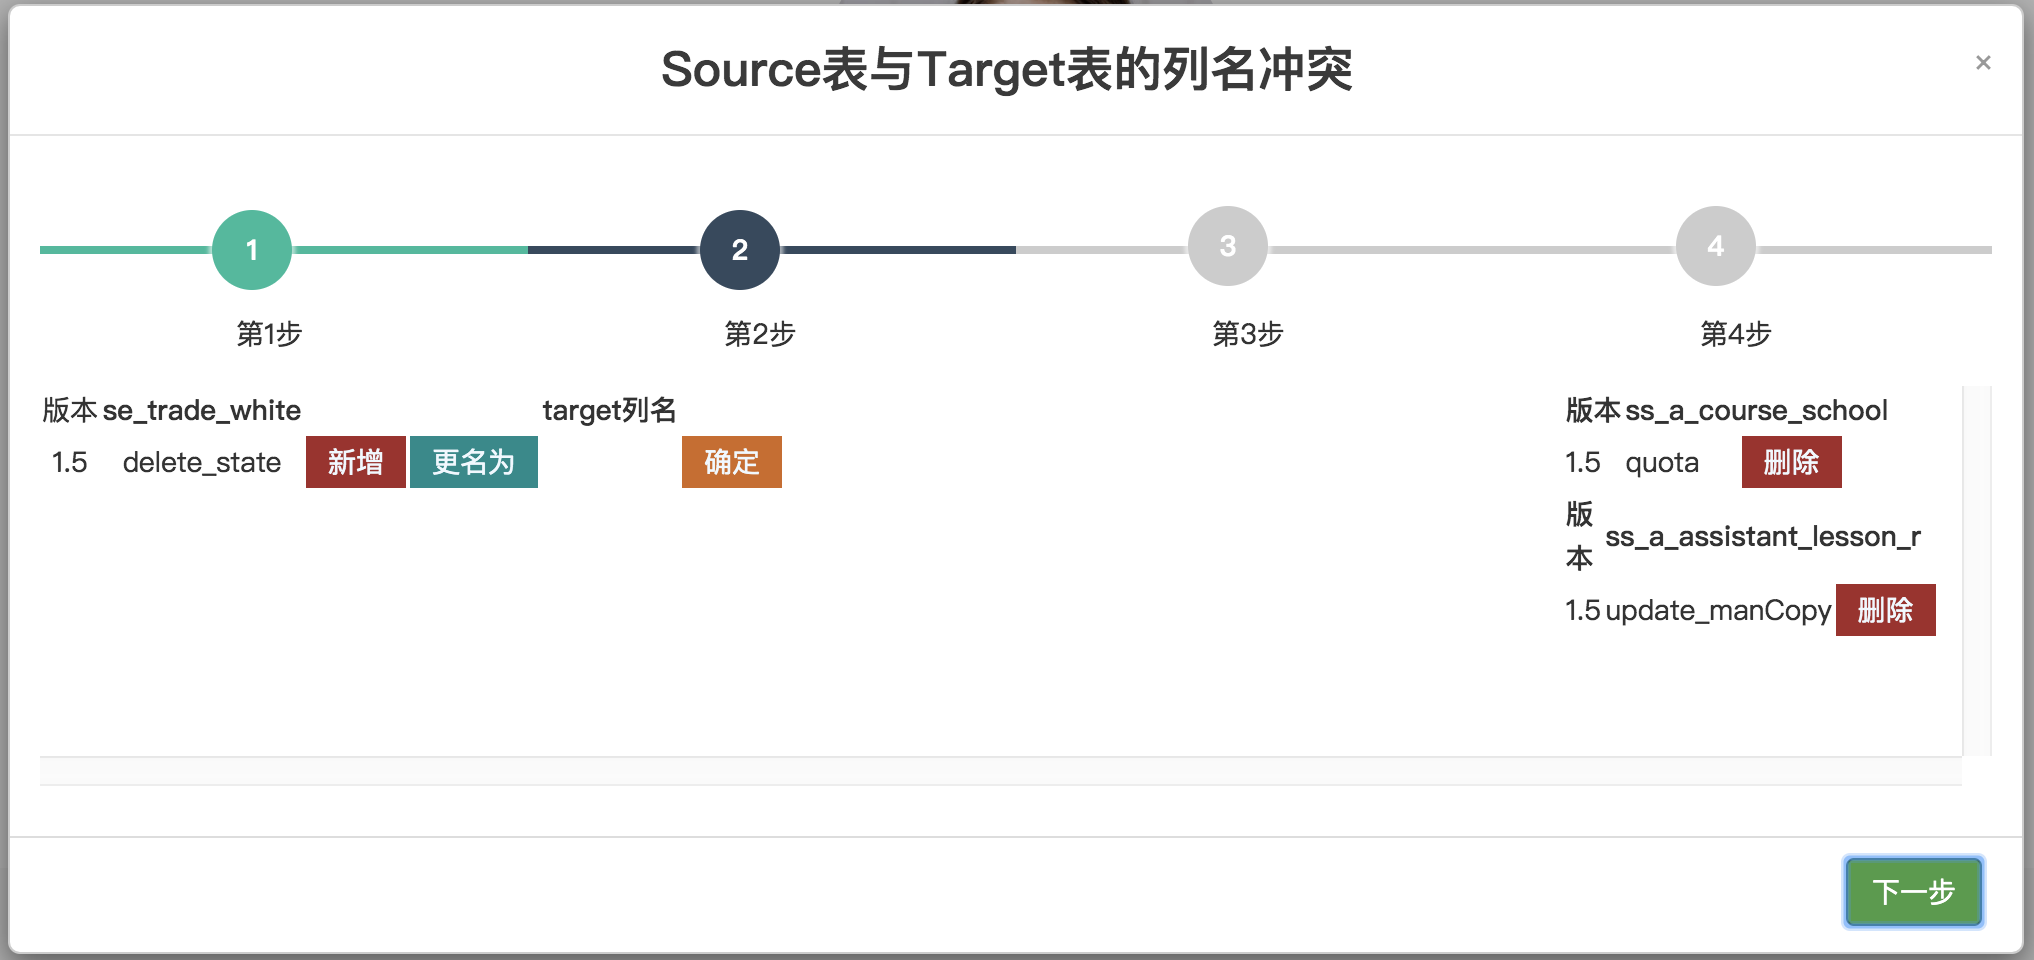 Source表与Target表的列名冲突
×
1 2 3 4
第1步 第2步 第3步 第4步
版本 se_trade_white target列名
1.5 delete_state 新增 更名为 确定
版本 ss_a_course_school
1.5 quota 删除
版本 ss_a_assistant_lesson_r
1.5 update_manCopy 删除
下一步